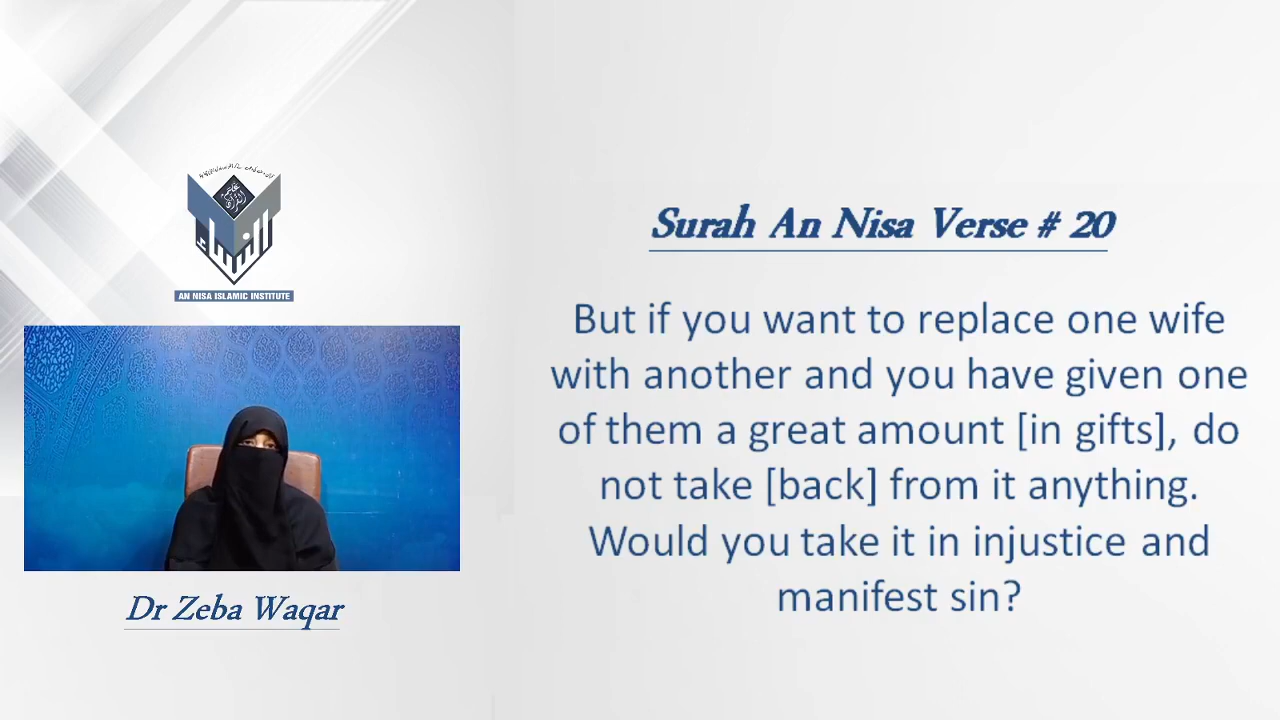 AN NISA ISLAMIC INSTITUTE
Dr Zeba Waqar
Surah An Nisa Verse # 20
But if you want to replace one wife
with another and you have given one
of them a great amount [in gifts], do
not take [back] from it anything.
Would you take it in injustice and
manifest sin?